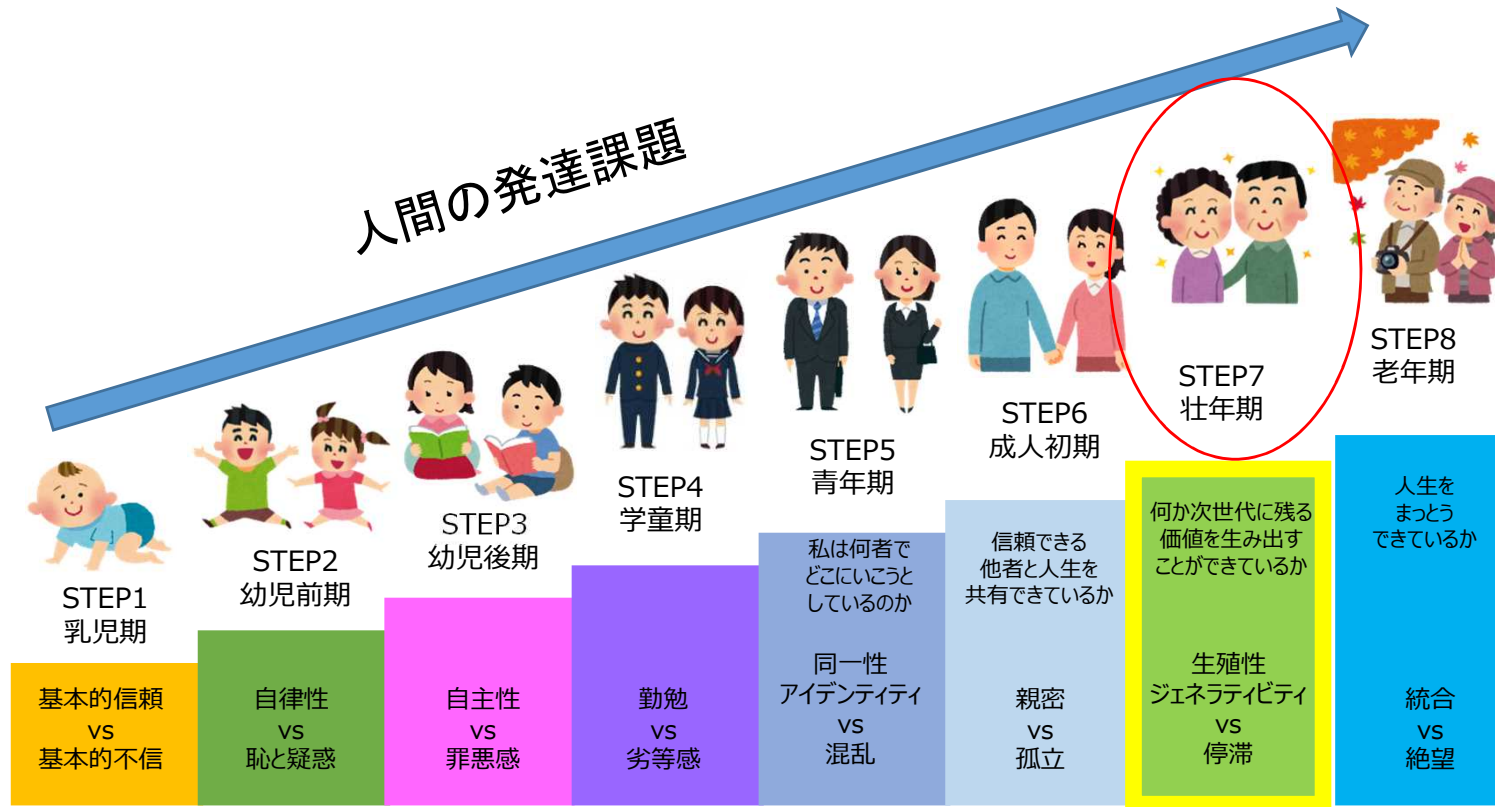 人間の発達課題
STEP1
乳児期
基本的信頼
vs
基本的不信
STEP2
幼児前期
自律性
vs
恥と疑惑
STEP3
幼児後期
自主性
vs
罪悪感
STEP4
学童期
勤勉
vs
劣等感
STEP5
青年期
私は何者で
どこにいこうと
しているのか
同一性
アイデンティティ
vs
混乱
STEP6
成人初期
信頼できる
他者と人生を
共有できているか
親密
vs
孤立
STEP7
壮年期
何か次世代に残る
価値を生み出す
ことができているか
生殖性
ジェネラティビティ
vs
停滞
STEP8
老年期
人生を
まっとう
できているか
統合
vs
絶望